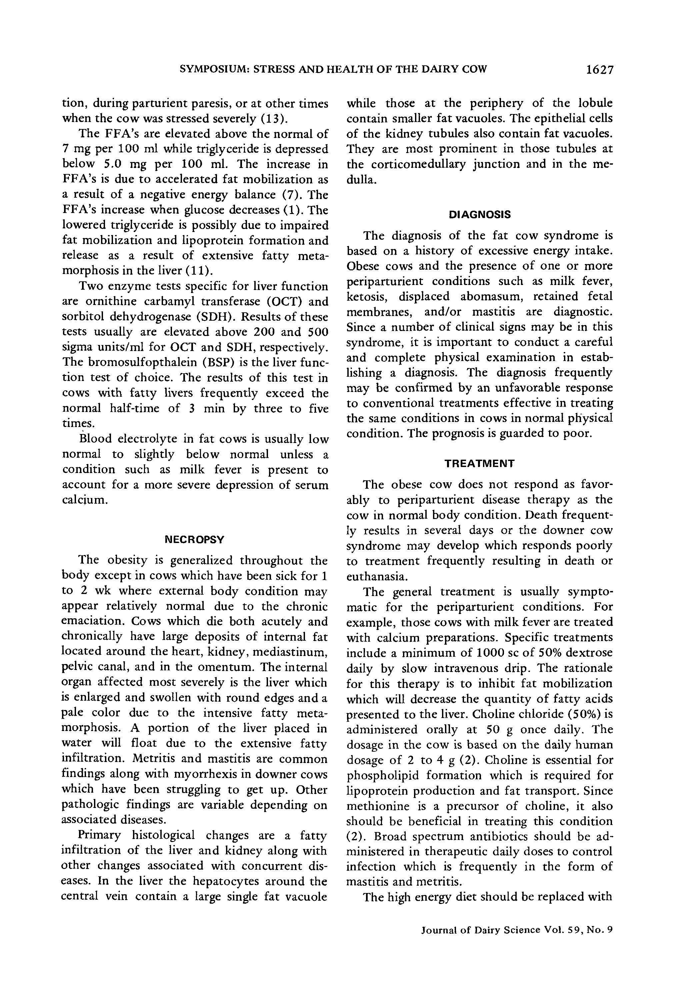 SYMPOSIUM: STRESS AND HEALTH OF THE DAIRY COW 1627
tion, during parturient paresis, or at other times
when the cow was stressed severely (13).
The FFA's are elevated above the normal of
7 mg per 100 ml while triglyceride is depressed
below 5.0 mg per 100 ml. The increase in
FFA's is due to accelerated fat mobilization as
a result of a negative energy balance (7). The
FFA's increase when glucose decreases (1). The
lowered triglyceride is possibly due to impaired
fat mobilization and lipoprotein formation and
release as a result of extensive fatty meta-
morphosis in the liver (11).
Two enzyme tests specific for liver function
are ornithine carbamyl transferase (OCT) and
sorbitol dehydrogenase (SDH). Results of these
tests usually are elevated above 200 and 500
sigma units/ml for OCT and SDH, respectively.
The bromosulfopthalein (BSP) is the liver func-
tion test of choice. The results of this test in
cows with fatty livers frequently exceed the
normal half-time of 3 min by three to five
times.
Blood electrolyte in fat cows is usually low
normal to slightly below normal unless a
condition such as milk fever is present to
account for a more severe depression of serum
calcium.
NECROPSY
The obesity is generalized throughout the
body except in cows which have been sick for 1
to 2 wk where external body condition may
appear relatively normal due to the chronic
emaciation. Cows which die both acutely and
chronically have large deposits of internal fat
located around the heart, kidney, mediastinum,
pelvic canal, and in the omentum. The internal
organ affected most severely is the liver which
is enlarged and swollen with round edges and a
pale color due to the intensive fatty meta-
morphosis. A portion of the liver placed in
water will float due to the extensive fatty
infiltration. Metritis and mastitis are common
findings along with myorrhexis in downer cows
which have been struggling to get up. Other
pathologic findings are variable depending on
associated diseases.
Primary histological changes are a fatty
infiltration of the liver and kidney along with
other changes associated with concurrent dis-
eases. In the liver the hepatocytes around the
central vein contain a large single fat vacuole
while those at the periphery of the lobule
contain smaller fat vacuoles. The epithelial cells
of the kidney tubules also contain fat vacuoles.
They are most prominent in those tubules at
the corticomedullary junction and in the me-
dulla.
DIAGNOSIS
The diagnosis of the fat cow syndrome is
based on a history of excessive energy intake.
Obese cows and the presence of one or more
periparturient conditions such as milk fever,
ketosis, displaced abomasum, retained fetal
membranes, and/or mastitis are diagnostic.
Since a number of clinical signs may be in this
syndrome, it is important to conduct a careful
and complete physical examination in estab-
lishing a diagnosis. The diagnosis frequently
may be confirmed by an unfavorable response
to conventional treatments effective in treating
the same conditions in cows in normal physical
condition. The prognosis is guarded to poor.
TREATMENT
The obese cow does not respond as favor-
ably to periparturient disease therapy as the
cow in normal body condition. Death frequent-
ly results in several days or the downer cow
syndrome may develop which responds poorly
to treatment frequently resulting in death or
euthanasia.
The general treatment is usually sympto-
matic for the periparturient conditions. For
example, those cows with milk fever are treated
with calcium preparations. Specific treatments
include a minimum of 1000 sc of 50% dextrose
daily by slow intravenous drip. The rationale
for this therapy is to inhibit fat mobilization
which will decrease the quantity of fatty acids
presented to the liver. Choline chloride (50%) is
administered orally at 50 g once daily. The
dosage in the cow is based on the daily human
dosage of 2 to 4 g (2). Choline is essential for
phospholipid formation which is required for
lipoprotein production and fat transport. Since
methionine is a precursor of choline, it also
should be beneficial in treating this condition
(2). Broad spectrum antibiotics should be ad-
ministered in therapeutic daily doses to control
infection which is frequently in the form of
mastitis and metritis.
The high energy diet should be replaced with
Journal of Dairy Science Vol. 59, No. 9